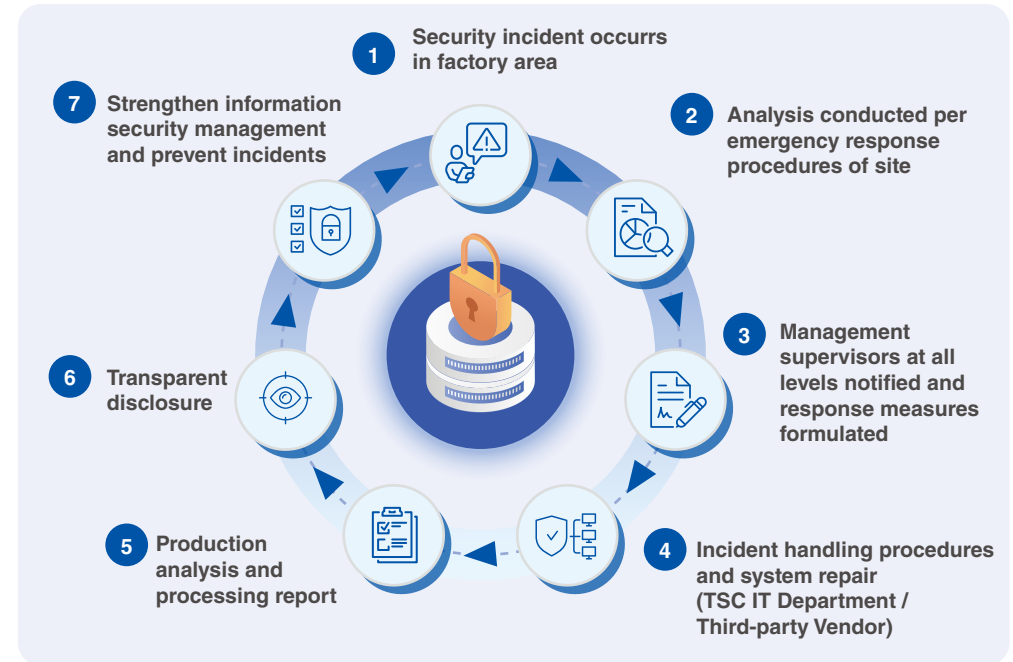 1
Security incident occurrs
in factory area
2
Analysis conducted per
emergency response
procedures of site
3
Management
supervisors at all
levels notified and
response measures
formulated
4
Incident handling procedures
and system repair
(TSC IT Department /
Third-party Vendor)
5
Production
analysis and
processing report
6
Transparent
disclosure
7
Strengthen information
security management
and prevent incidents